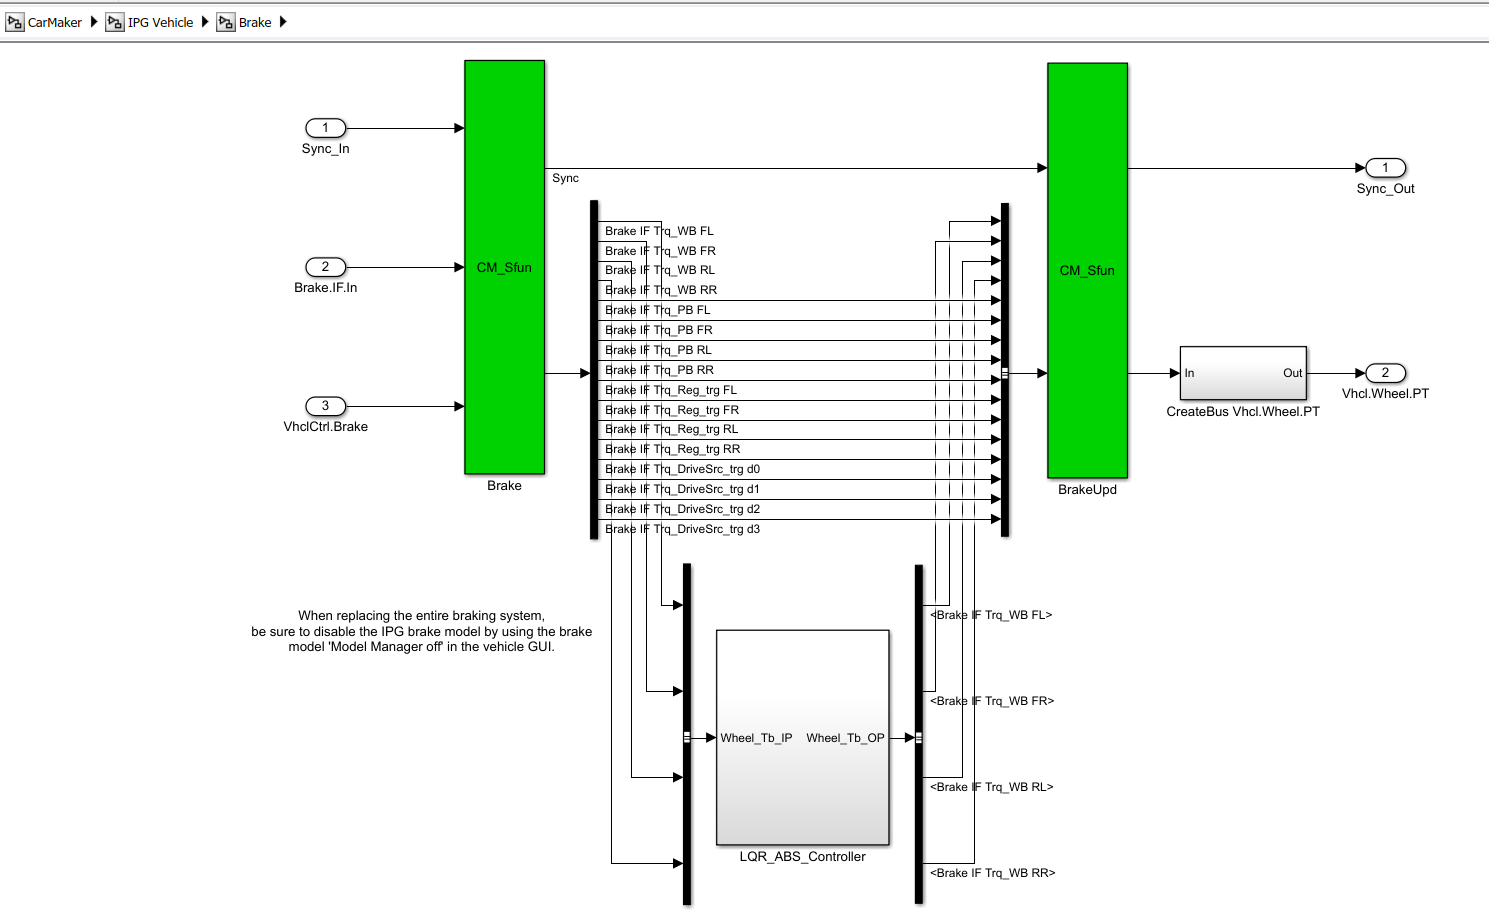 CarMaker
IPG Vehicle
Brake
1
Sync_In
2
Brake.IF.In
3
VhclCtrl.Brake
CM_Sfun
Brake
Sync
Brake IF Trq_WB FL
Brake IF Trq_WB FR
Brake IF Trq_WB RL
Brake IF Trq_WB RR
Brake IF Trq_PB FL
Brake IF Trq_PB FR
Brake IF Trq_PB RL
Brake IF Trq_PB RR
Brake IF Trq_Reg_trg FL
Brake IF Trq_Reg_trg FR
Brake IF Trq_Reg_trg RL
Brake IF Trq_Reg_trg RR
Brake IF Trq_DriveSrc_trg d0
Brake IF Trq_DriveSrc_trg d1
Brake IF Trq_DriveSrc_trg d2
Brake IF Trq_DriveSrc_trg d3
CM_Sfun
BrakeUpd
In
Out
CreateBus Vhcl.Wheel.PT
1
Sync_Out
2
Vhcl.Wheel.PT
When replacing the entire braking system,
be sure to disable the IPG brake model by using the brake
model 'Model Manager off' in the vehicle GUI.
Wheel_Tb_IP
Wheel_Tb_OP
LQR_ABS_Controller
<Brake IF Trq_WB FL>
<Brake IF Trq_WB FR>
<Brake IF Trq_WB RL>
<Brake IF Trq_WB RR>